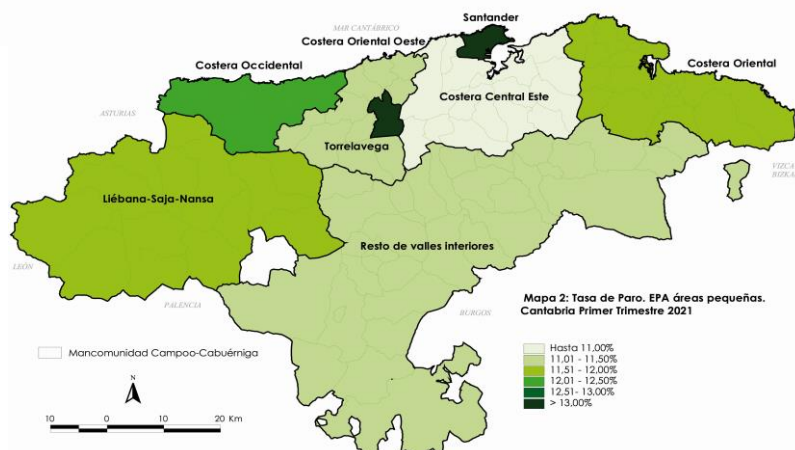 Santander
MAR CANTÁBRICO
Costera Oriental Oeste
Costera Occidental
Costera Oriental
Costera Central Este
ASTURIAS
Torrelavega
VIZCA
BIZKA
Liébana-Saja-Nansa
Resto de valles interiores
LEÓN
PALENCIA
BURGOS
Mapa 2: Tasa de Paro. EPA áreas pequeñas.
Cantabria Primer Trimestre 2021
Hasta 11,00%
11,01 - 11,50%
11,51 - 12,00%
12,01 - 12,50%
12,51- 13,00%
> 13,00%
Mancomunidad Campoo-Cabuérniga
N
10 0 10 20 Km